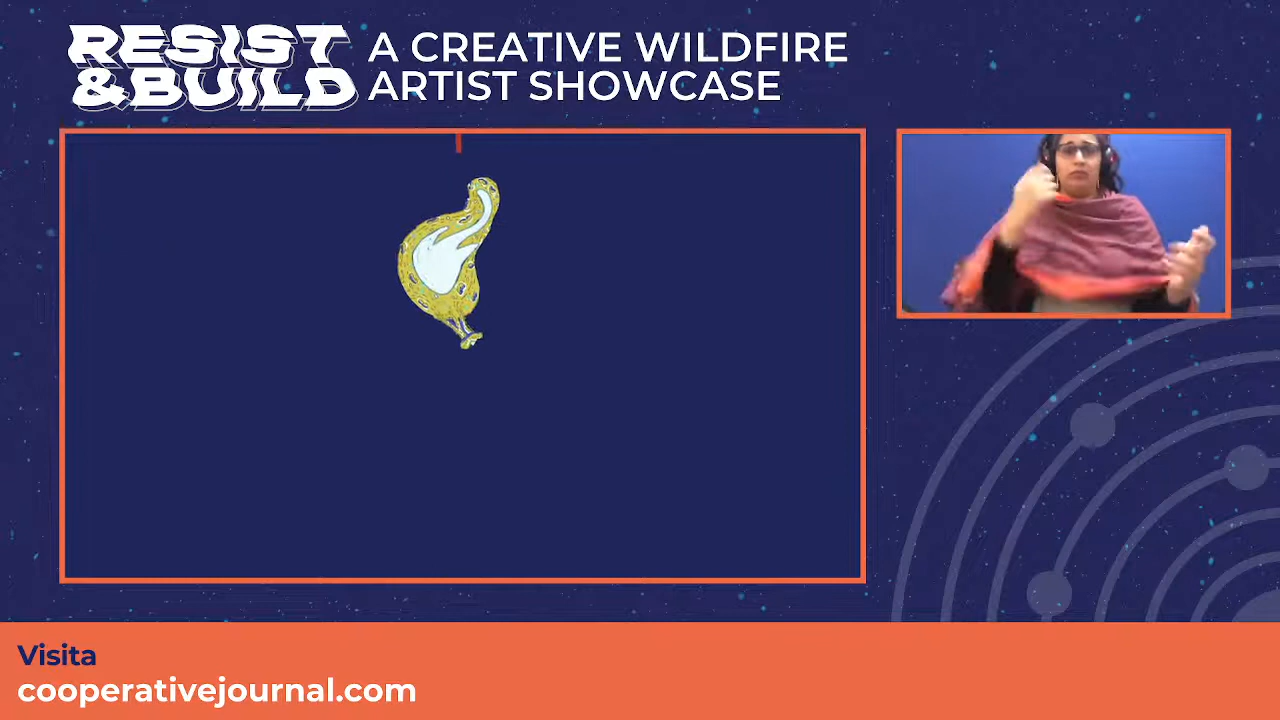 RESIST
&BUILD
A CREATIVE WILDFIRE
ARTIST SHOWCASE
Visita
cooperativejournal.com